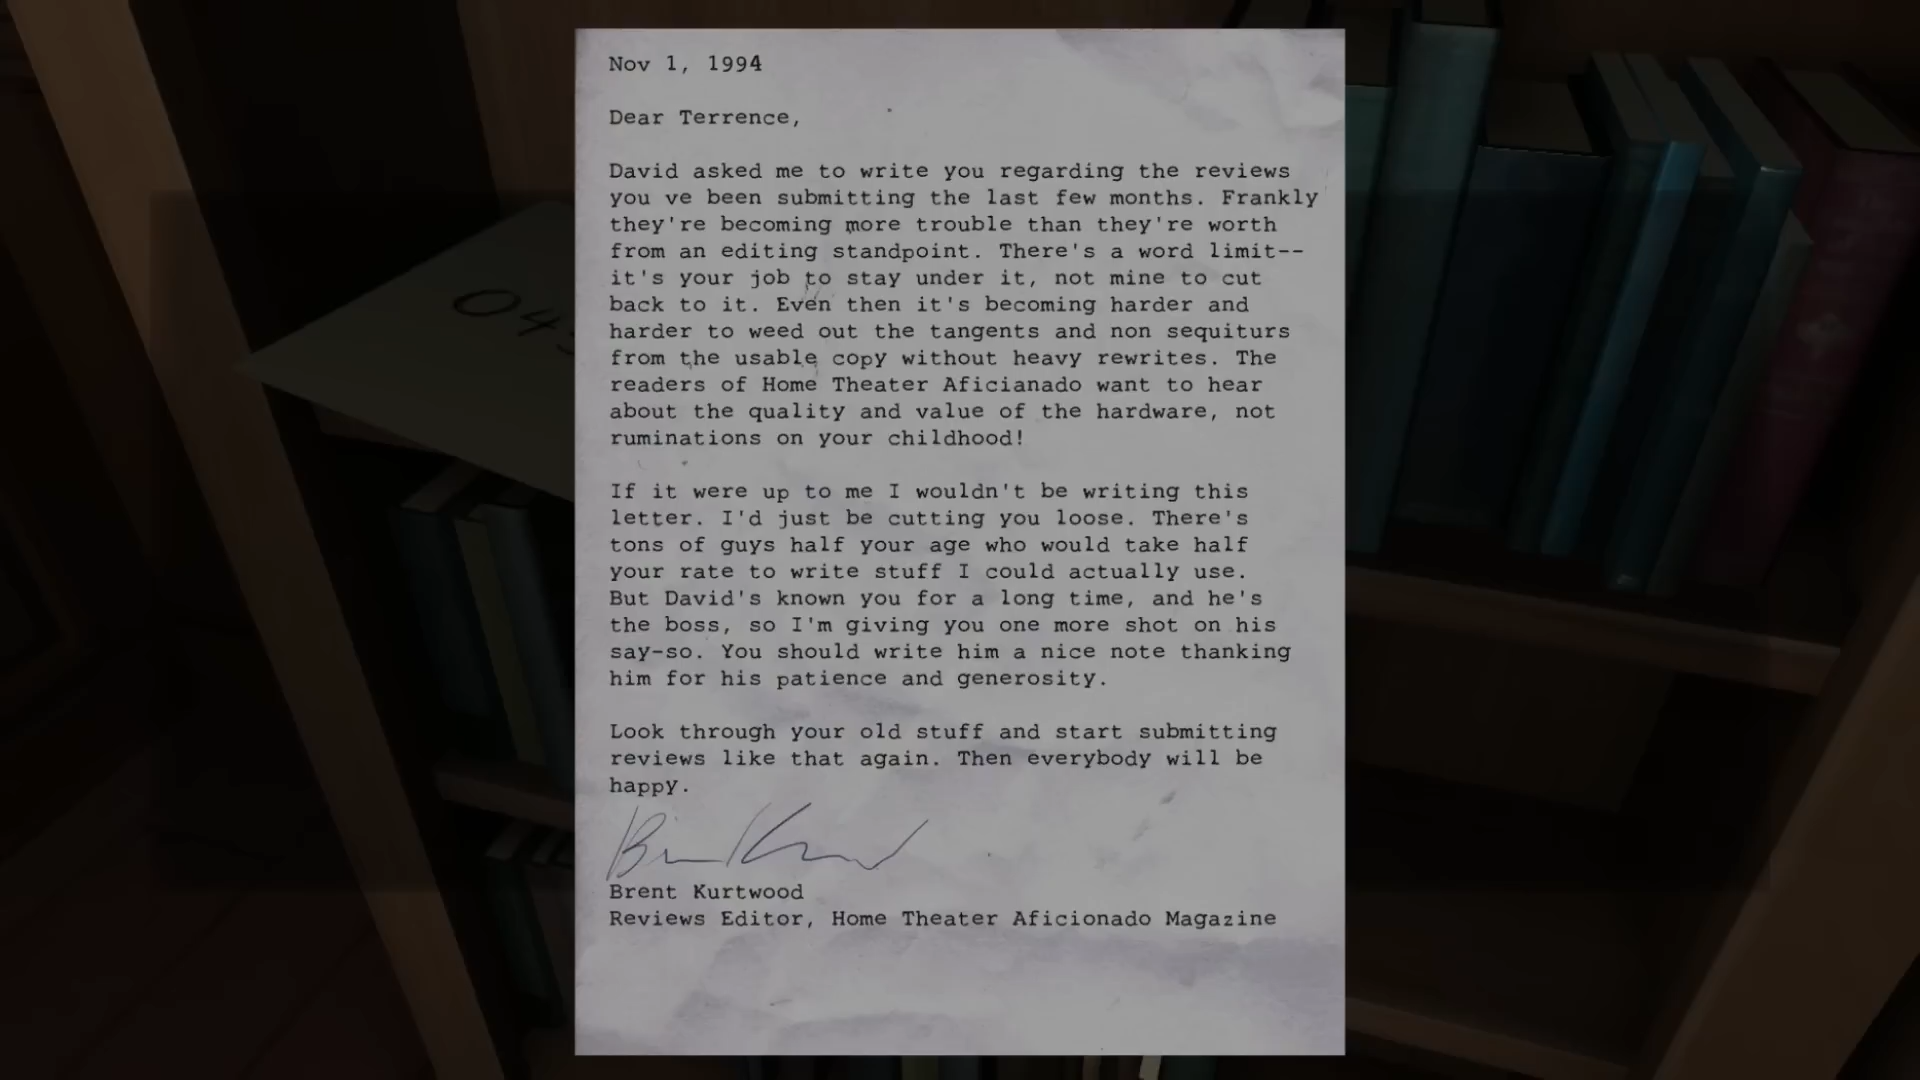 Nov 1, 1994
Dear Terrence,
David asked me to write you regarding the reviews
you ve been submitting the last few months. Frankly
they're becoming more trouble than they're worth
from an editing standpoint. There's a word limit--
it's your job to stay under it, not mine to cut
back to it. Even then it's becoming harder and
harder to weed out the tangents and non sequiturs
from the usable copy without heavy rewrites. The
readers of Home Theater Aficianado want to hear
about the quality and value of the hardware, not
ruminations on your childhood!
If it were up to me I wouldn't be writing this
letter. I'd just be cutting you loose. There's
tons of guys half your age who would take half
your rate to write stuff I could actually use.
But David's known you for a long time, and he's
the boss, so I'm giving you one more shot on his
say-so. You should write him a nice note thanking
him for his patience and generosity.
Look through your old stuff and start submitting
reviews like that again. Then everybody will be
happy.
Brent Kurtwood
Reviews Editor, Home Theater Aficionado Magazine